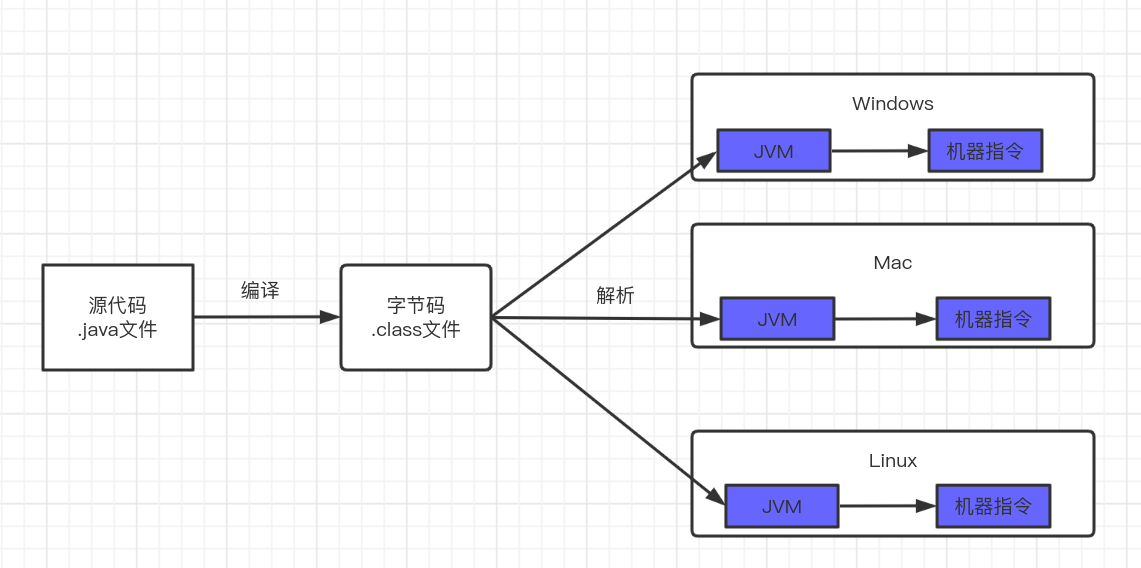 源代码
.java文件
编译
字节码
.class文件
解析
Windows
JVM
机器指令
Mac
JVM
机器指令
Linux
JVM
机器指令